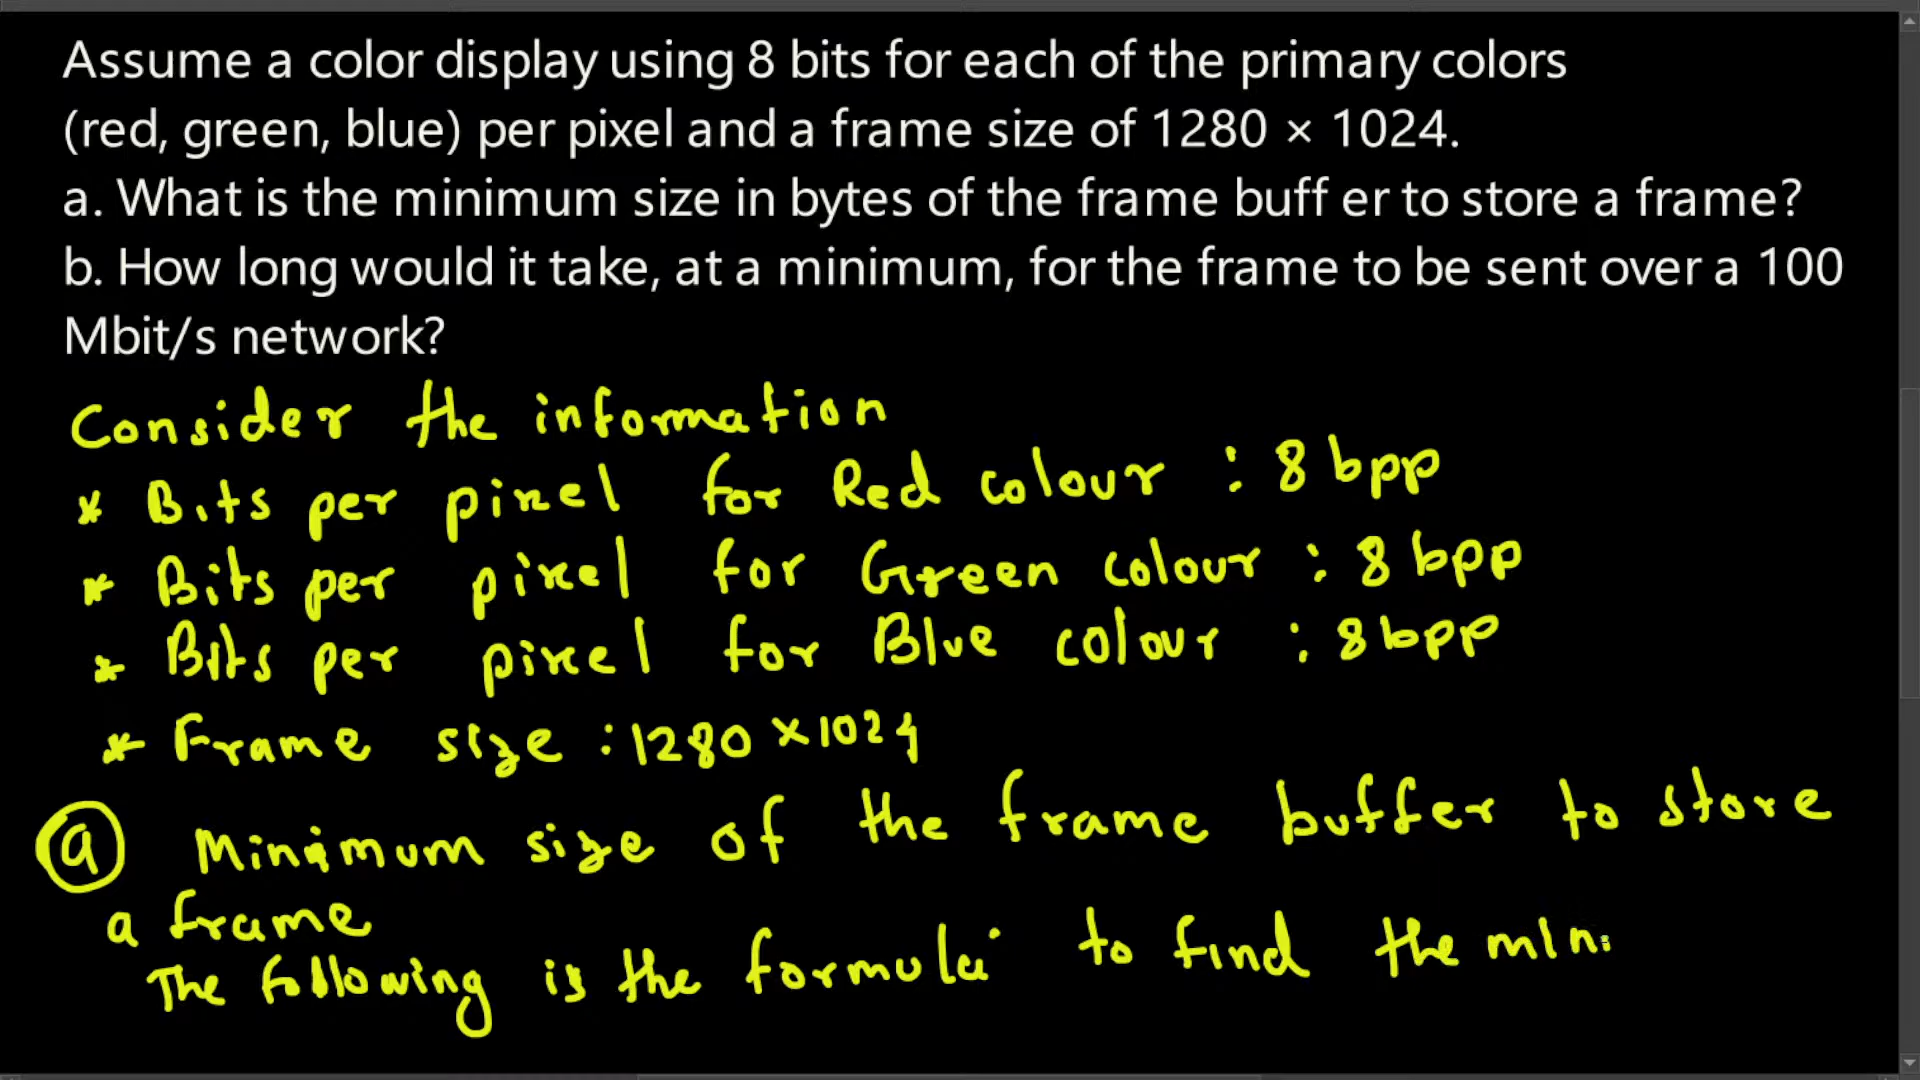 Assume a color display using 8 bits for each of the primary colors
(red, green, blue) per pixel and a frame size of 1280 × 1024.
a. What is the minimum size in bytes of the frame buff er to store a frame?
b. How long would it take, at a minimum, for the frame to be sent over a 100
Mbit/s network?
Consider the information
* Bits per pixel for Red colour : 8 bpp
* Bits per pixel for Green colour : 8 bpp
* Bits per pixel for Blue colour : 8 bpp
* Frame size : 1280 × 1024
(a) Minimum size of the frame buffer to store
a frame
The following is the formula to find the mini